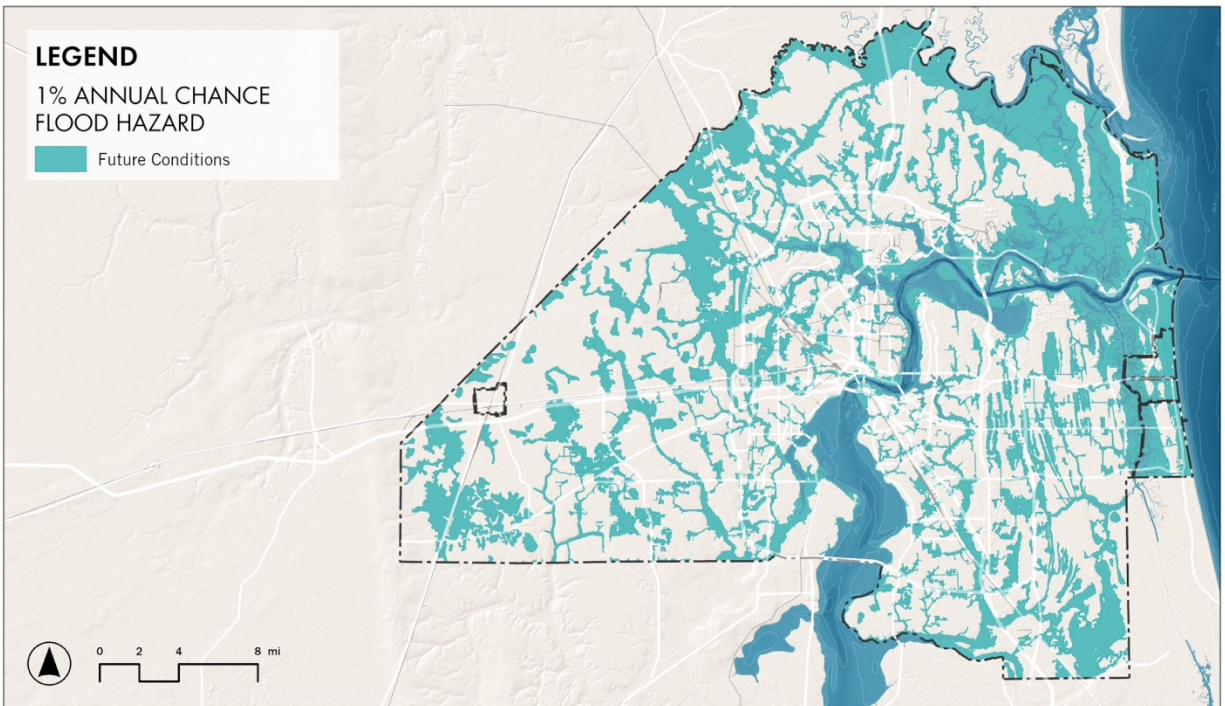 LEGEND
1% ANNUAL CHANCE
FLOOD HAZARD
Future Conditions
0 2 4 8 mi